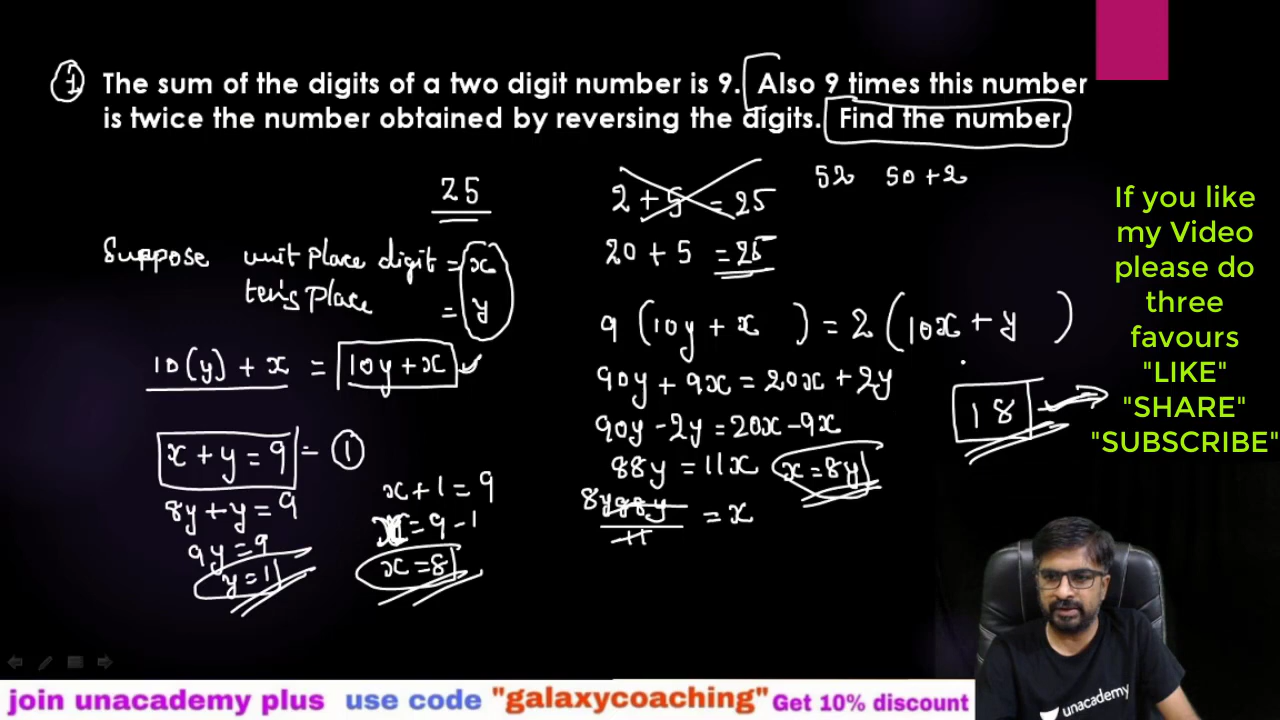 1 The sum of the digits of a two digit number is 9. Also 9 times this number
is twice the number obtained by reversing the digits. Find the number.
25
2 + 5 = 25
52 50 + 2
20 + 5 = 25
Suppose unit place digit = x
ten's place = y
10(y) + x = 10y + x
9 (10y + x ) = 2 (10x + y )
90y + 9x = 20x + 2y
90y - 2y = 20x - 9x
88y = 11x x = 8y
8y 88y / 11 = x
18
x + y = 9 - 1
8y + y = 9
9y = 9
y = 1
x + 1 = 9
x = 9 - 1
x = 8
If you like
my Video
please do
three
favours
"LIKE"
"SHARE"
"SUBSCRIBE"
unacademy
join unacademy plus use code "galaxycoaching" Get 10% discount